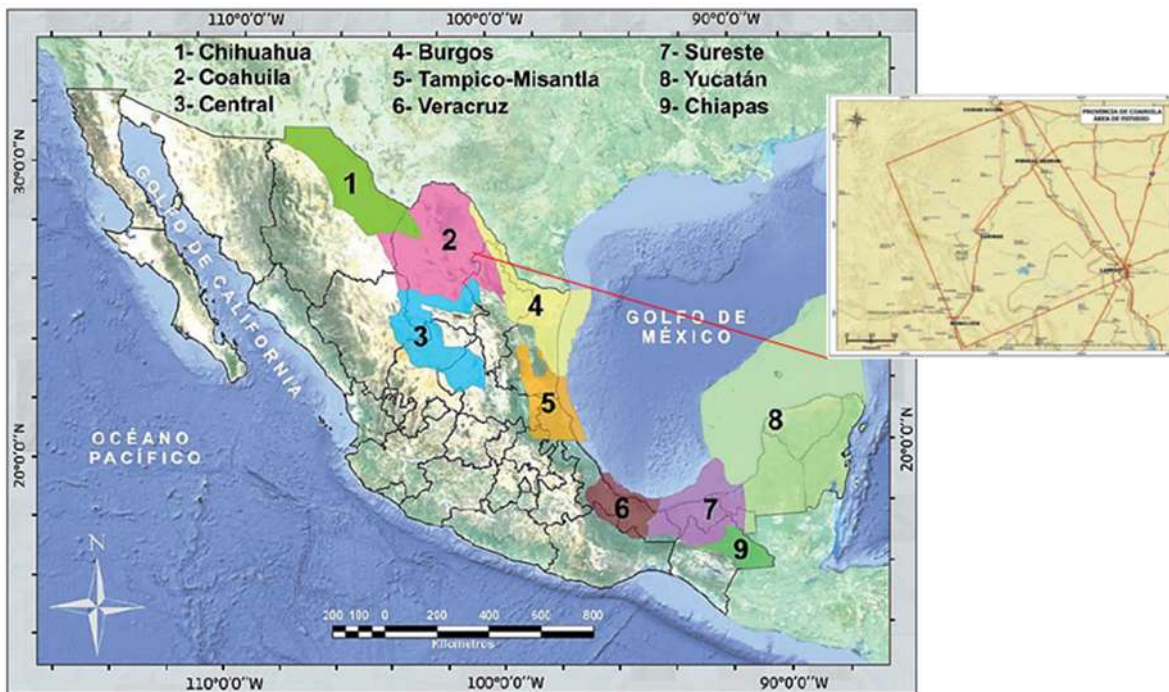 110°0'0"W 100°0'0"W 90°0'0"W
1- Chihuahua 4- Burgos 7- Sureste
2- Coahuila 5- Tampico-Misantla 8- Yucatán
3- Central 6- Veracruz 9- Chiapas
PROVINCIA DE COAHUILA
ÁREA DE ESTUDIO
30°0'0"N
1
2
GOLFO DE CALIFORNIA
4
GOLFO DE
MÉXICO
3
5
8
OCÉANO
PACÍFICO
20°0'0"N
20°0'0"N
6
7
9
N
200 100 0 200 400 600 800
Kilómetros
110°0'0"W 100°0'0"W 90°0'0"W